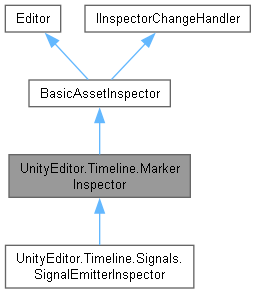 Editor
IInspectorChangeHandler
BasicAssetInspector
UnityEditor.Timeline.Marker
Inspector
UnityEditor.Timeline.Signals.
SignalEmitterInspector